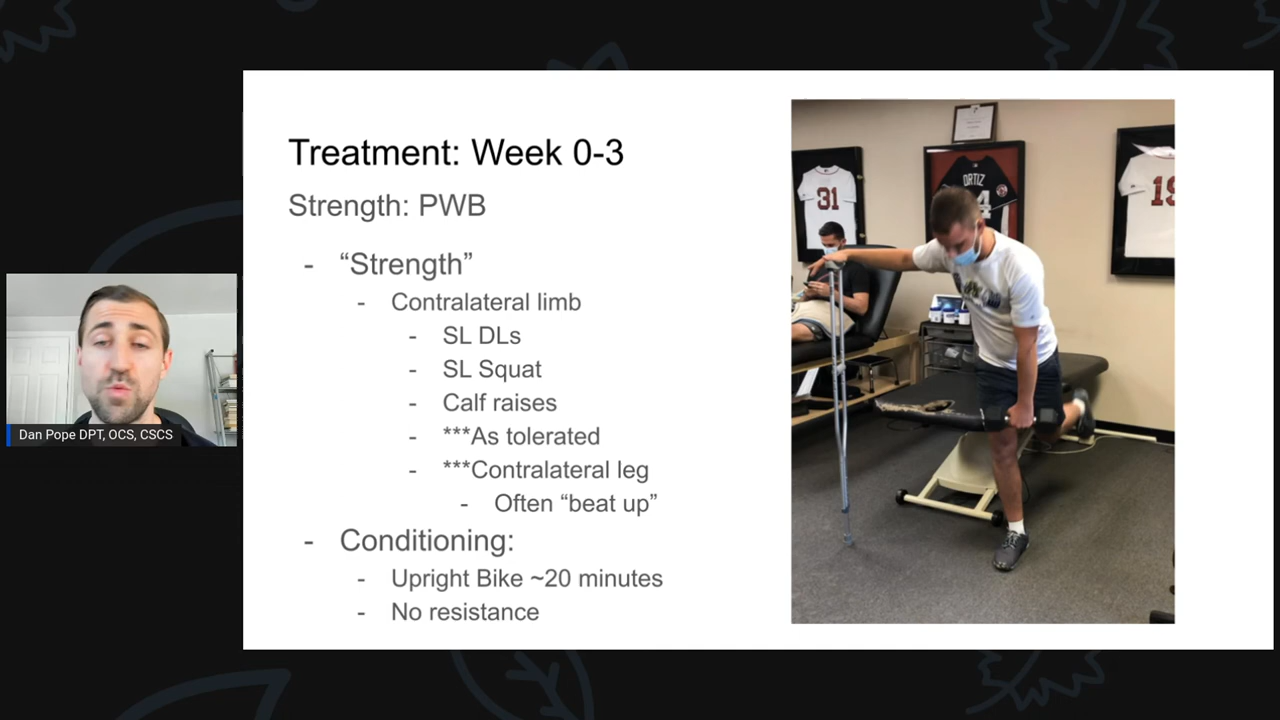 Treatment: Week 0-3
Strength: PWB
- “Strength”
- Contralateral limb
- SL DLs
- SL Squat
- Calf raises
- ***As tolerated
- ***Contralateral leg
- Often “beat up”
- Conditioning:
- Upright Bike ~20 minutes
- No resistance
Dan Pope DPT, OCS, CSCS
31
ORTIZ
4
19